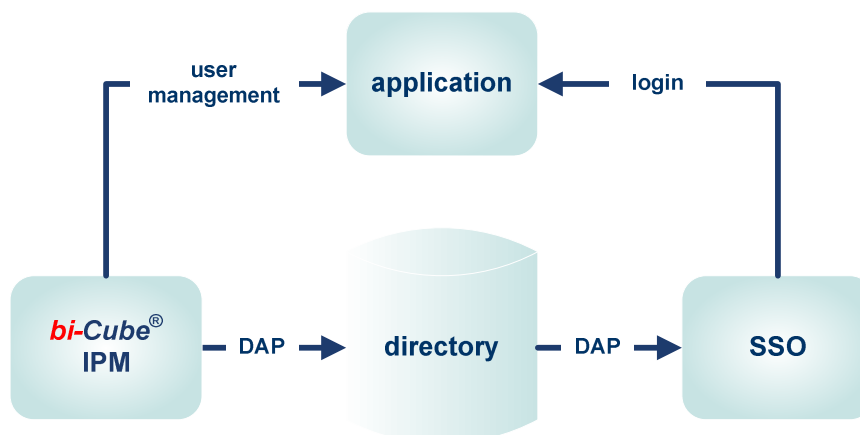 user
management
application
login
bi-Cube®
IPM
DAP
directory
DAP
SSO